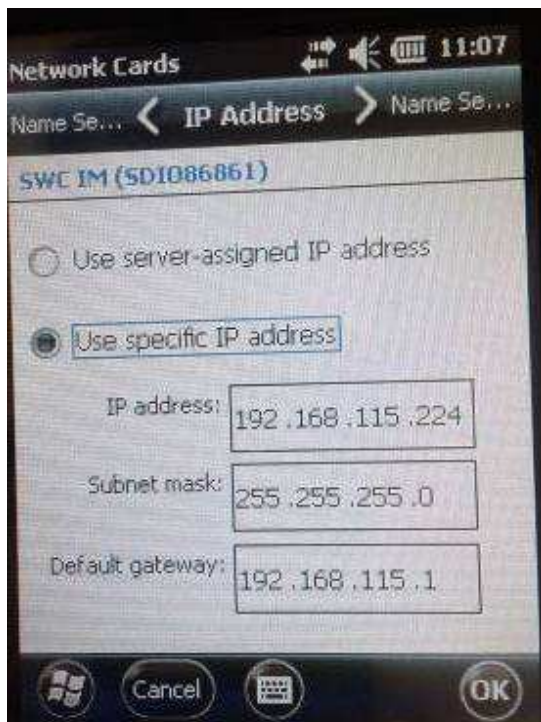 Network Cards 11:07
Name Se... IP Address Name Se...
SWC IM (SDIO86861)
Use server-assigned IP address
Use specific IP address
IP address: 192 .168 .115 .224
Subnet mask: 255 .255 .255 .0
Default gateway: 192 .168 .115 .1
Cancel OK